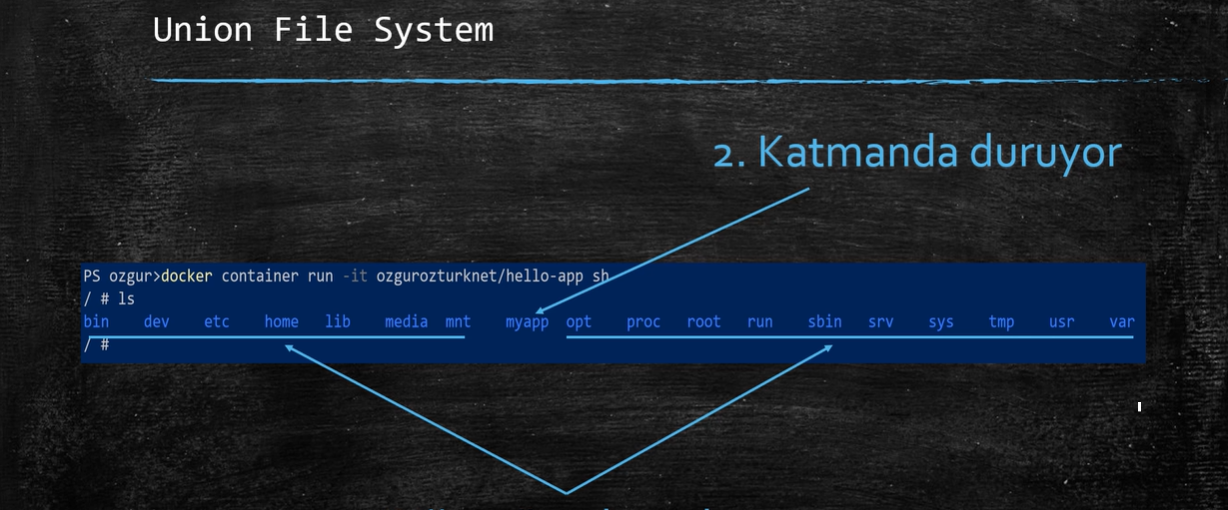 Union File System
2. Katmanda duruyor
PS ozgur>docker container run -it ozgurozturknet/hello-app sh
/ # ls
bin dev etc home lib media mnt myapp opt proc root run sbin srv sys tmp usr var
/ #